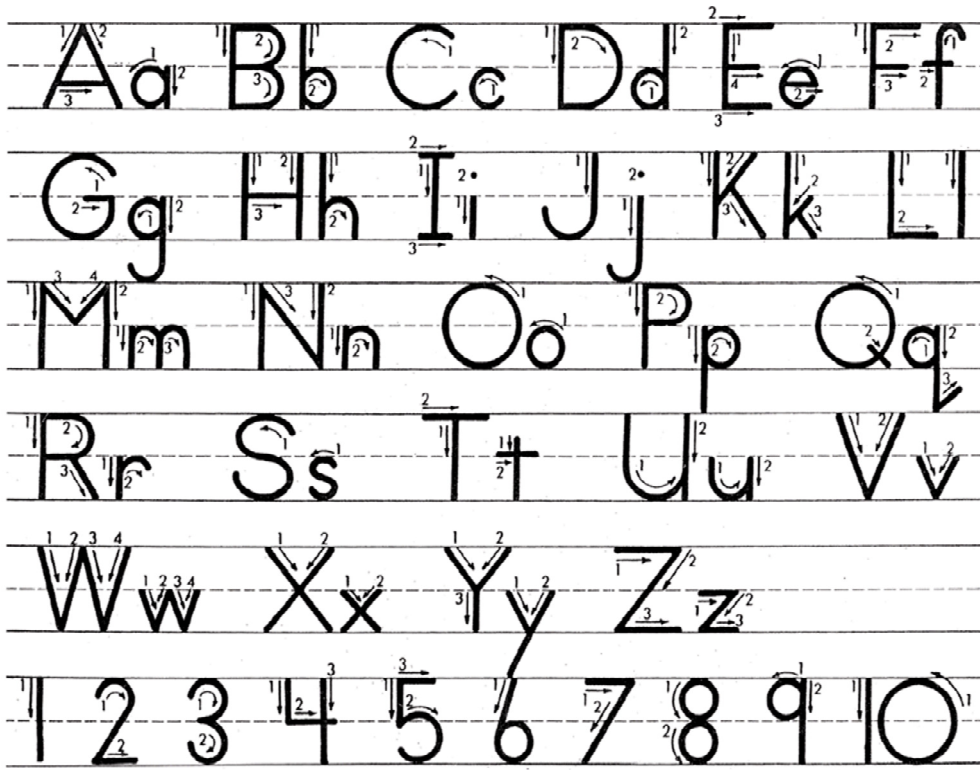 Aa Bb Cc Dd Ee Ff
Gg Hh Ii Jj Kk Ll
Mm Nn Oo Pp Qq
Rr Ss Tt Uu Vv
Ww Xx Yy Zz
1 2 3 4 5 6 7 8 9 10